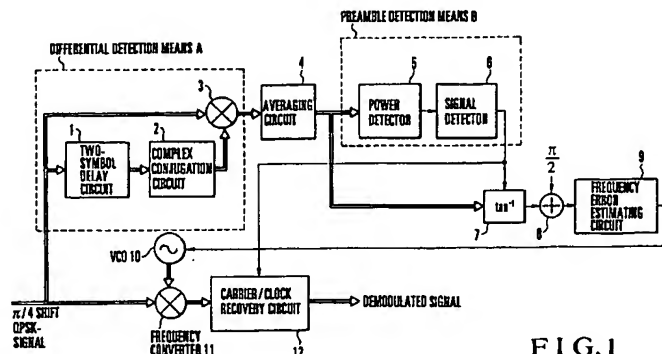 PREAMBLE DETECTION MEANS B
DIFFERENTIAL DETECTION MEANS A
3
4
5
6
AVERAGING
CIRCUIT
POWER
DETECTOR
SIGNAL
DETECTOR
1
2
TWO-
SYMBOL
DELAY
CIRCUIT
COMPLEX
CONJUGATION
CIRCUIT
π/2
9
tan⁻¹
7
8
FREQUENCY
ERROR
ESTIMATING
CIRCUIT
VCO 10
CARRIER/CLOCK
RECOVERY CIRCUIT
DEMODULATED SIGNAL
π/4 SHIFT
QPSK-
SIGNAL
FREQUENCY
CONVERTER 11
12
FIG.1